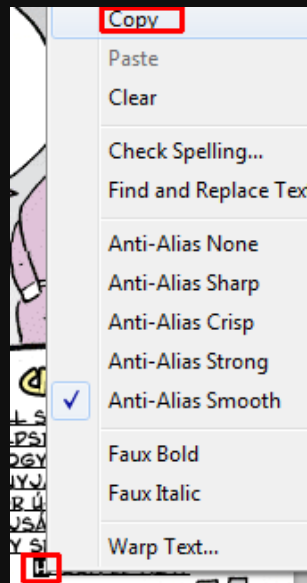 Copy
Paste
Clear
Check Spelling...
Find and Replace Tex
Anti-Alias None
Anti-Alias Sharp
Anti-Alias Crisp
Anti-Alias Strong
Anti-Alias Smooth
Faux Bold
Faux Italic
Warp Text...